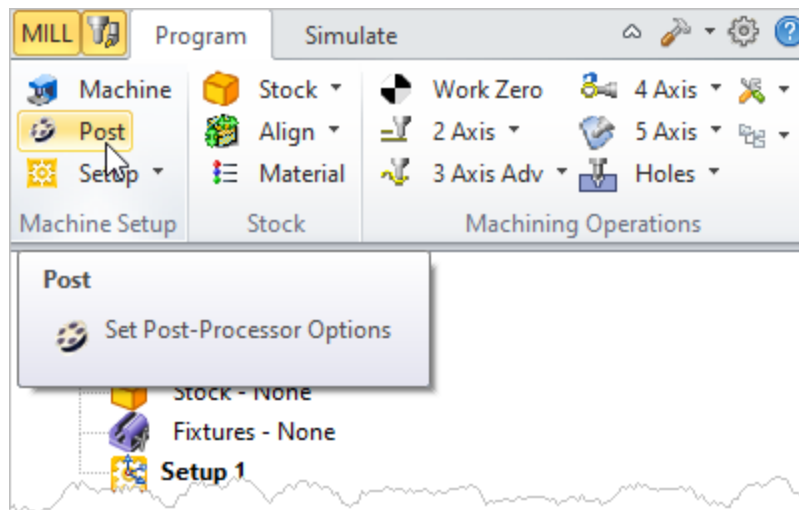 MILL Program Simulate
Machine Stock Work Zero 4 Axis
Post Align 2 Axis 5 Axis
Setup Material 3 Axis Adv Holes
Machine Setup Stock Machining Operations
Post
Set Post-Processor Options
Stock - None
Fixtures - None
Setup 1